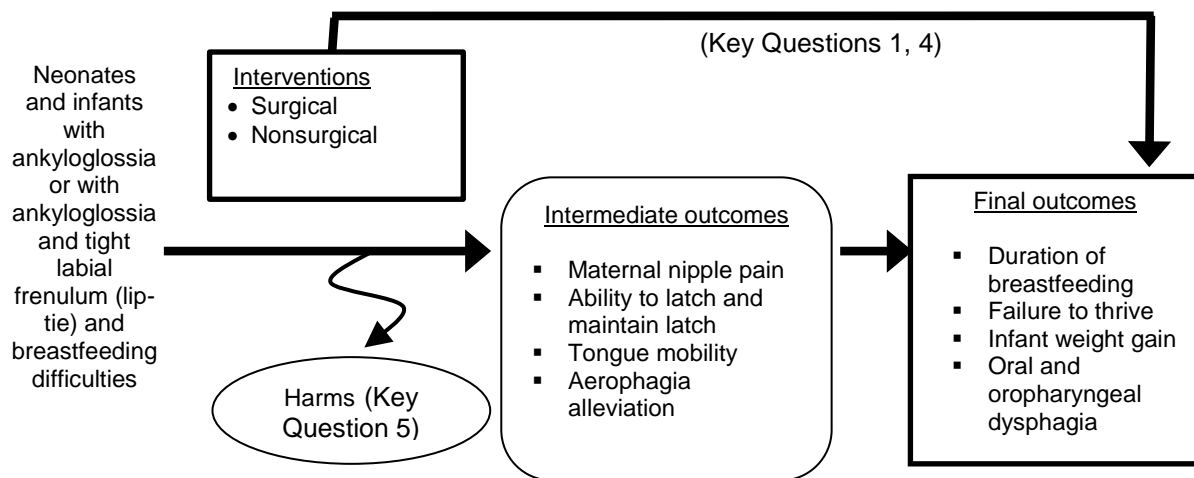 (Key Questions 1, 4)
Neonates
and infants
with
ankyloglossia
or with
ankyloglossia
and tight
labial
frenulum (lip-
tie) and
breastfeeding
difficulties
Interventions
• Surgical
• Nonsurgical
Harms (Key
Question 5)
Intermediate outcomes
▪ Maternal nipple pain
▪ Ability to latch and
maintain latch
▪ Tongue mobility
▪ Aerophagia
alleviation
Final outcomes
▪ Duration of
breastfeeding
▪ Failure to thrive
▪ Infant weight gain
▪ Oral and
oropharyngeal
dysphagia